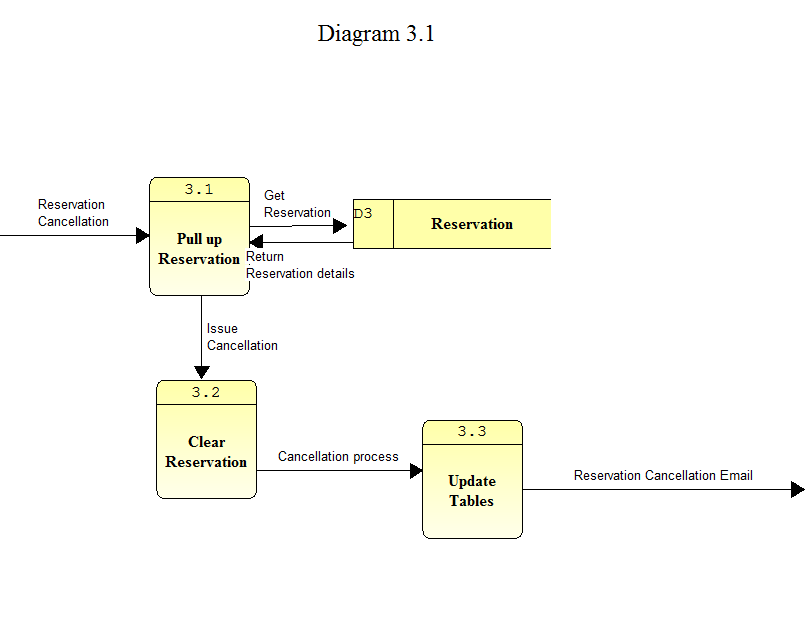 Diagram 3.1
3.1
Pull up
Reservation
Reservation
Cancellation
Get
Reservation
D3
Reservation
Return
Reservation details
Issue
Cancellation
3.2
Clear
Reservation
Cancellation process
3.3
Update
Tables
Reservation Cancellation Email